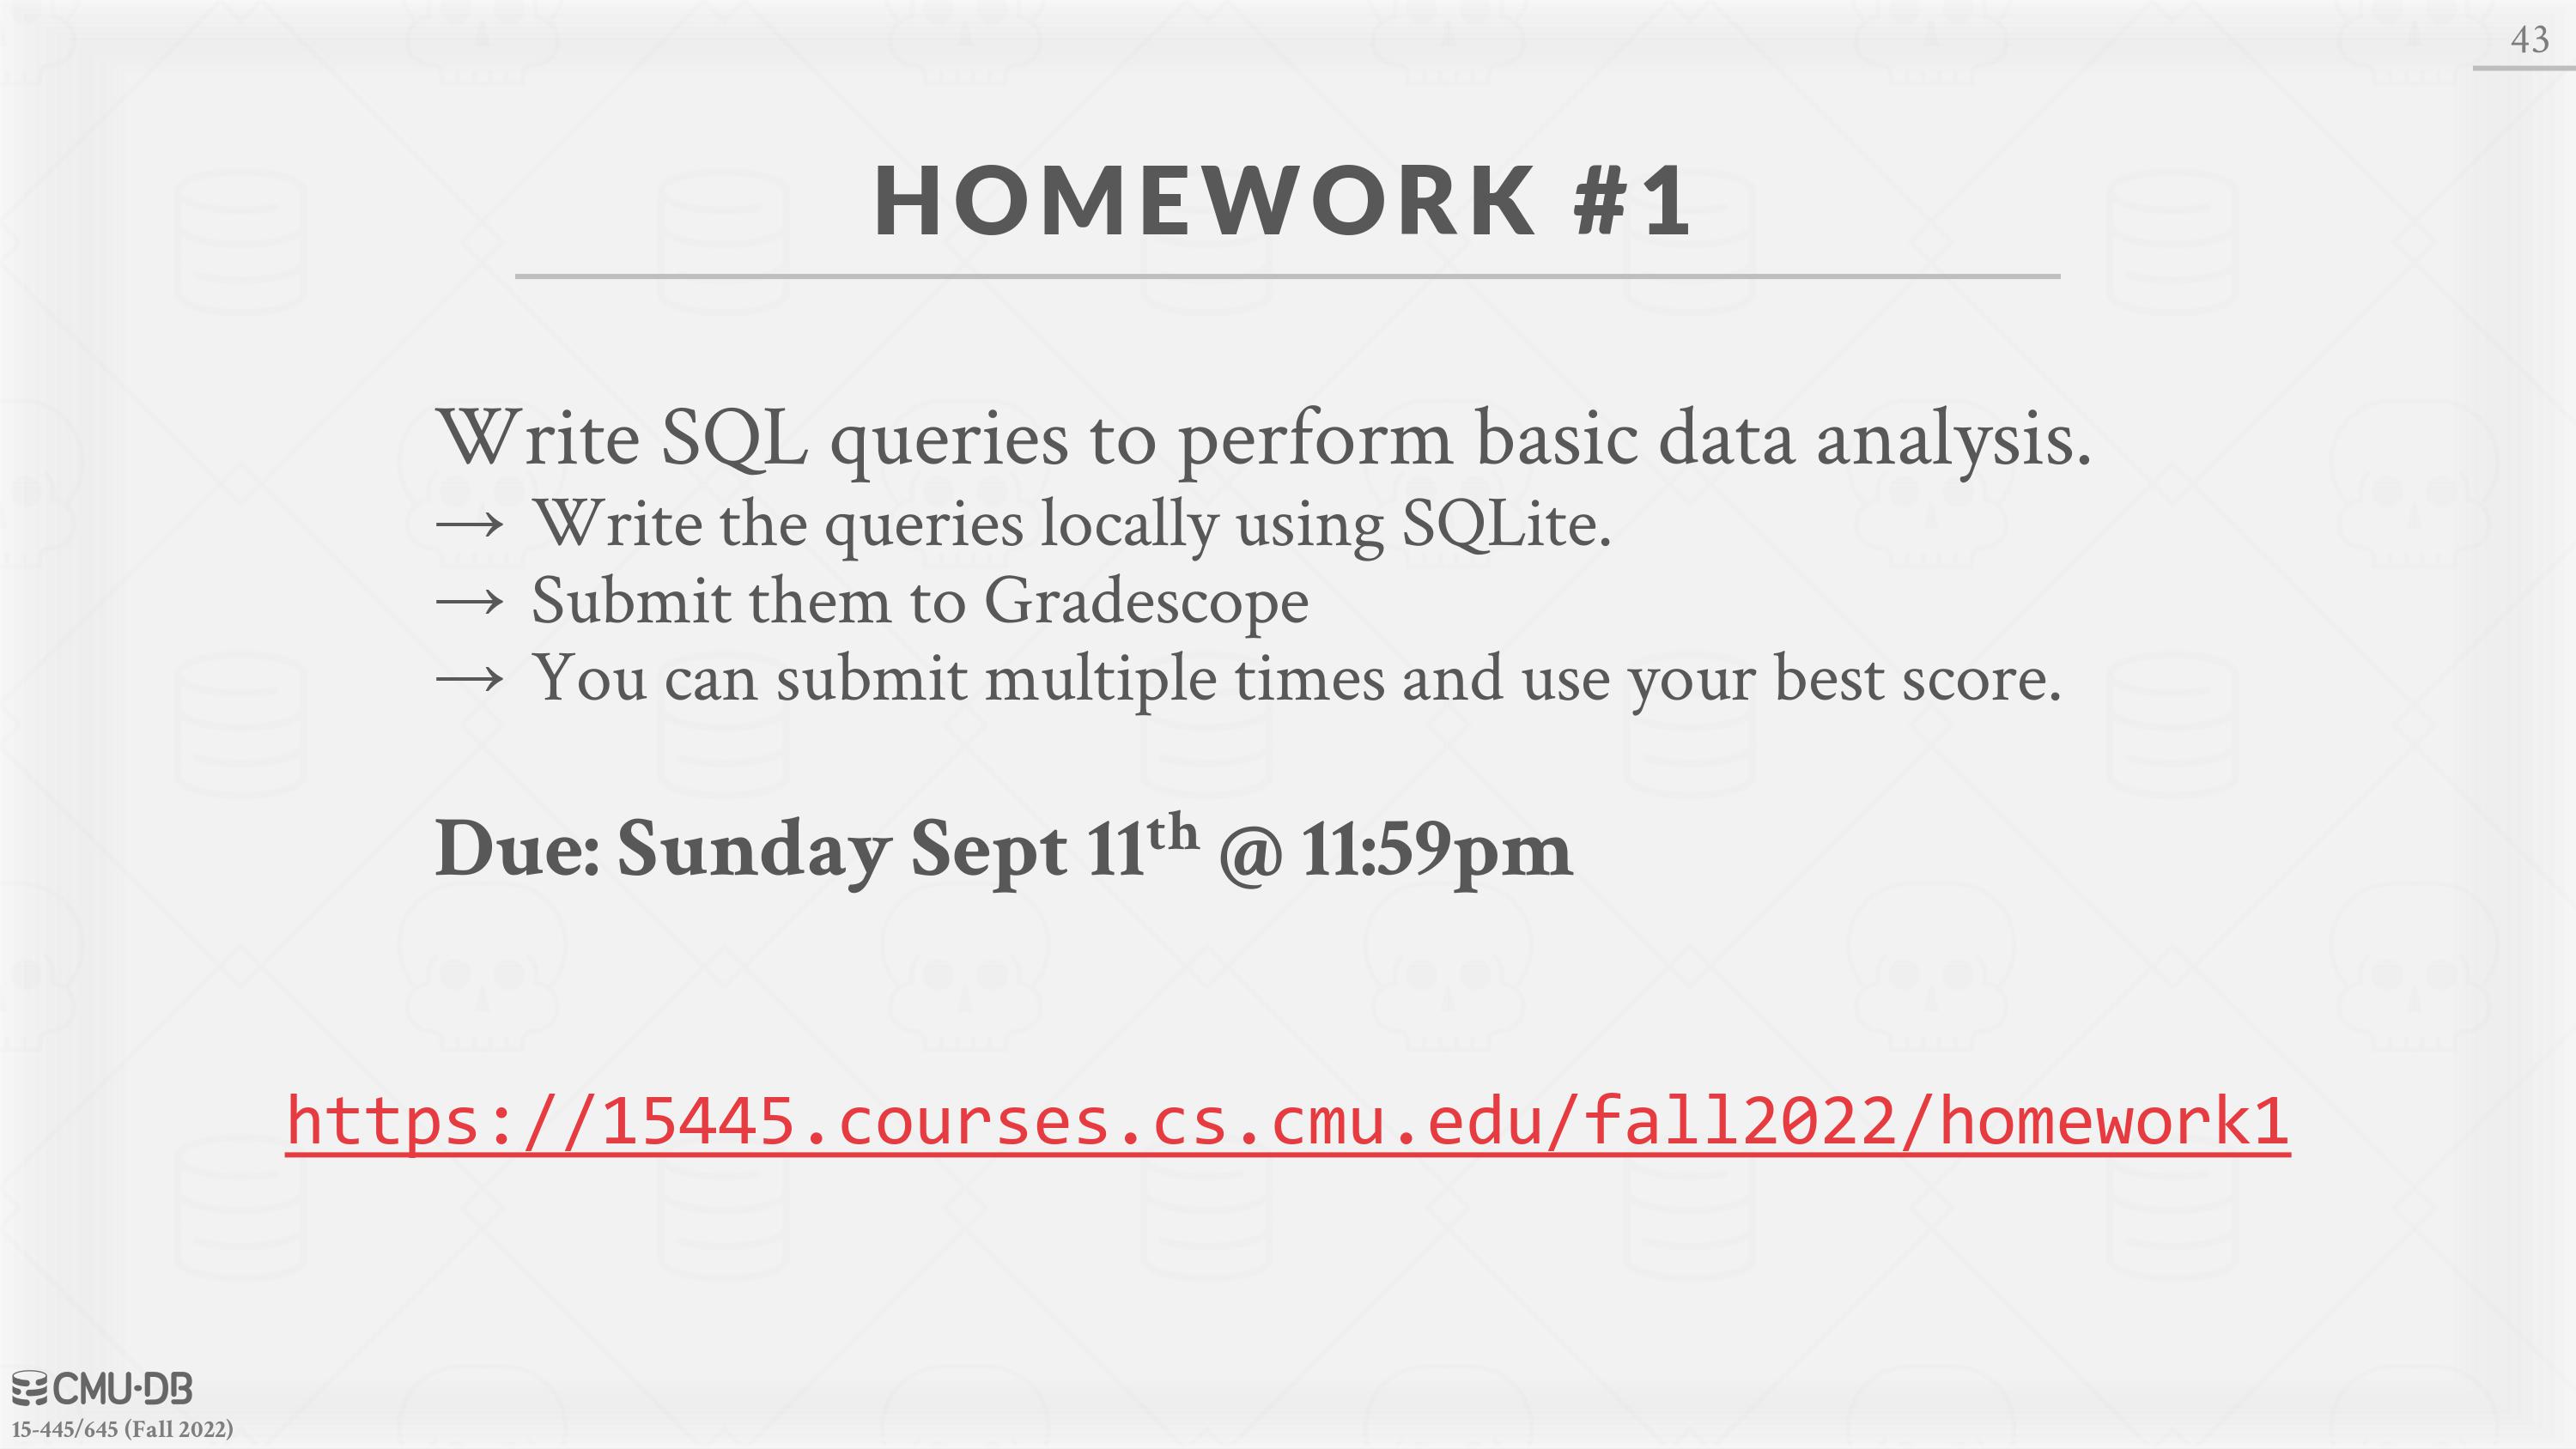 43
HOMEWORK #1
Write SQL queries to perform basic data analysis.
→ Write the queries locally using SQLite.
→ Submit them to Gradescope
→ You can submit multiple times and use your best score.
Due: Sunday Sept 11th @ 11:59pm
https://15445.courses.cs.cmu.edu/fall2022/homework1
CMU·DB
15-445/645 (Fall 2022)